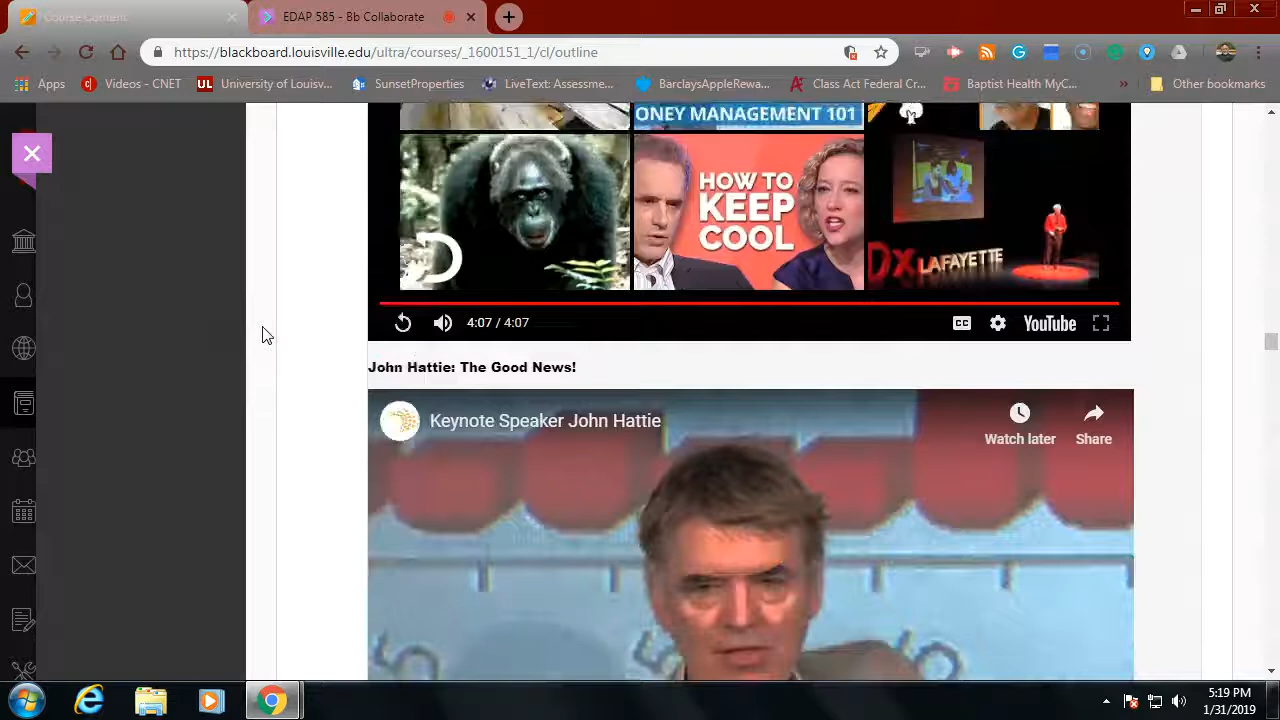 Course Content
EDAP 585 - 8b Collaborate
https://blackboard.louisville.edu/ultra/courses/_1600151_1/cl/outline
Apps
Videos - CNET
UL
University of Louisv...
SunsetProperties
LiveText: Assessme...
BarclaysAppleRewa...
Class Act Federal Cr...
Baptist Health MyC...
»
Other bookmarks
ONEY MANAGEMENT 101
HOW TO
KEEP
COOL
DX LAFAYETTE
4:07 / 4:07
CC
YouTube
John Hattie: The Good News!
Keynote Speaker John Hattie
Watch later
Share
5:19 PM
1/31/2019